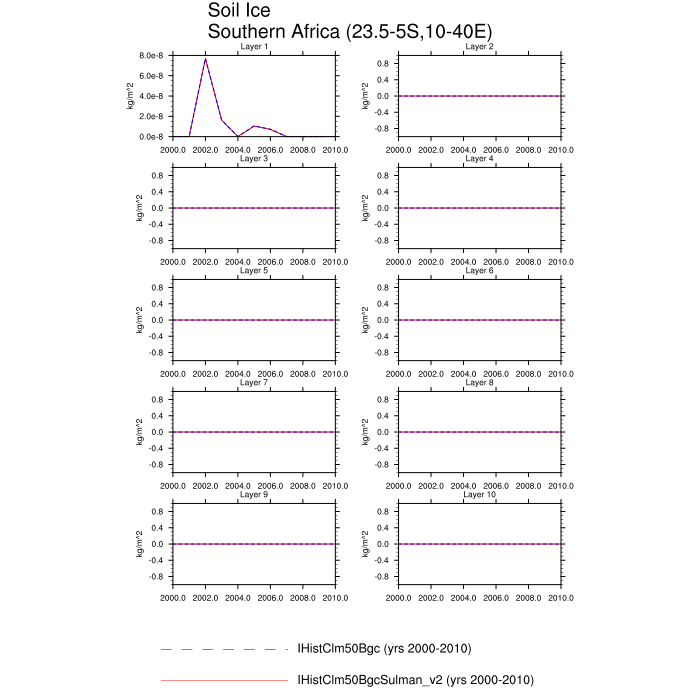 Soil Ice
Southern Africa (23.5-5S,10-40E)
Layer 1
8.0e-8
6.0e-8
4.0e-8
2.0e-8
0.0e-8
kg/m^2
2000.0 2002.0 2004.0 2006.0 2008.0 2010.0
Layer 2
0.8
0.4
0.0
-0.4
-0.8
2000.0 2002.0 2004.0 2006.0 2008.0 2010.0
Layer 3
0.8
0.4
0.0
-0.4
-0.8
kg/m^2
2000.0 2002.0 2004.0 2006.0 2008.0 2010.0
Layer 4
0.8
0.4
0.0
-0.4
-0.8
2000.0 2002.0 2004.0 2006.0 2008.0 2010.0
Layer 5
0.8
0.4
0.0
-0.4
-0.8
kg/m^2
2000.0 2002.0 2004.0 2006.0 2008.0 2010.0
Layer 6
0.8
0.4
0.0
-0.4
-0.8
2000.0 2002.0 2004.0 2006.0 2008.0 2010.0
Layer 7
0.8
0.4
0.0
-0.4
-0.8
kg/m^2
2000.0 2002.0 2004.0 2006.0 2008.0 2010.0
Layer 8
0.8
0.4
0.0
-0.4
-0.8
2000.0 2002.0 2004.0 2006.0 2008.0 2010.0
Layer 9
0.8
0.4
0.0
-0.4
-0.8
kg/m^2
2000.0 2002.0 2004.0 2006.0 2008.0 2010.0
Layer 10
0.8
0.4
0.0
-0.4
-0.8
2000.0 2002.0 2004.0 2006.0 2008.0 2010.0
IHistClm50Bgc (yrs 2000-2010)
IHistClm50BgcSulman_v2 (yrs 2000-2010)